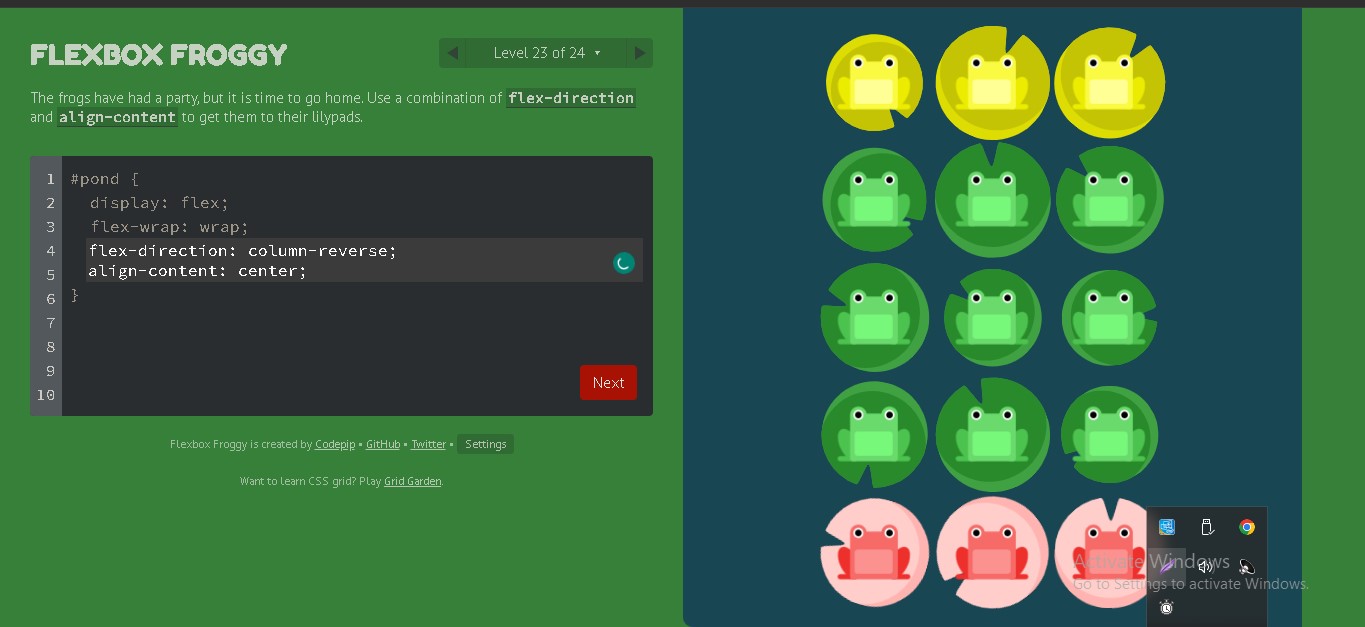 FLEXBOX FROGGY
◀ Level 23 of 24 ▾ ▶
The frogs have had a party, but it is time to go home. Use a combination of flex-direction
and align-content to get them to their lilypads.
1 #pond {
2 display: flex;
3 flex-wrap: wrap;
4 flex-direction: column-reverse;
5 align-content: center;
6 }
7
8
9
10
Next
Flexbox Froggy is created by Codepip • GitHub • Twitter • Settings
Want to learn CSS grid? Play Grid Garden.
Activate Windows
Go to Settings to activate Windows.